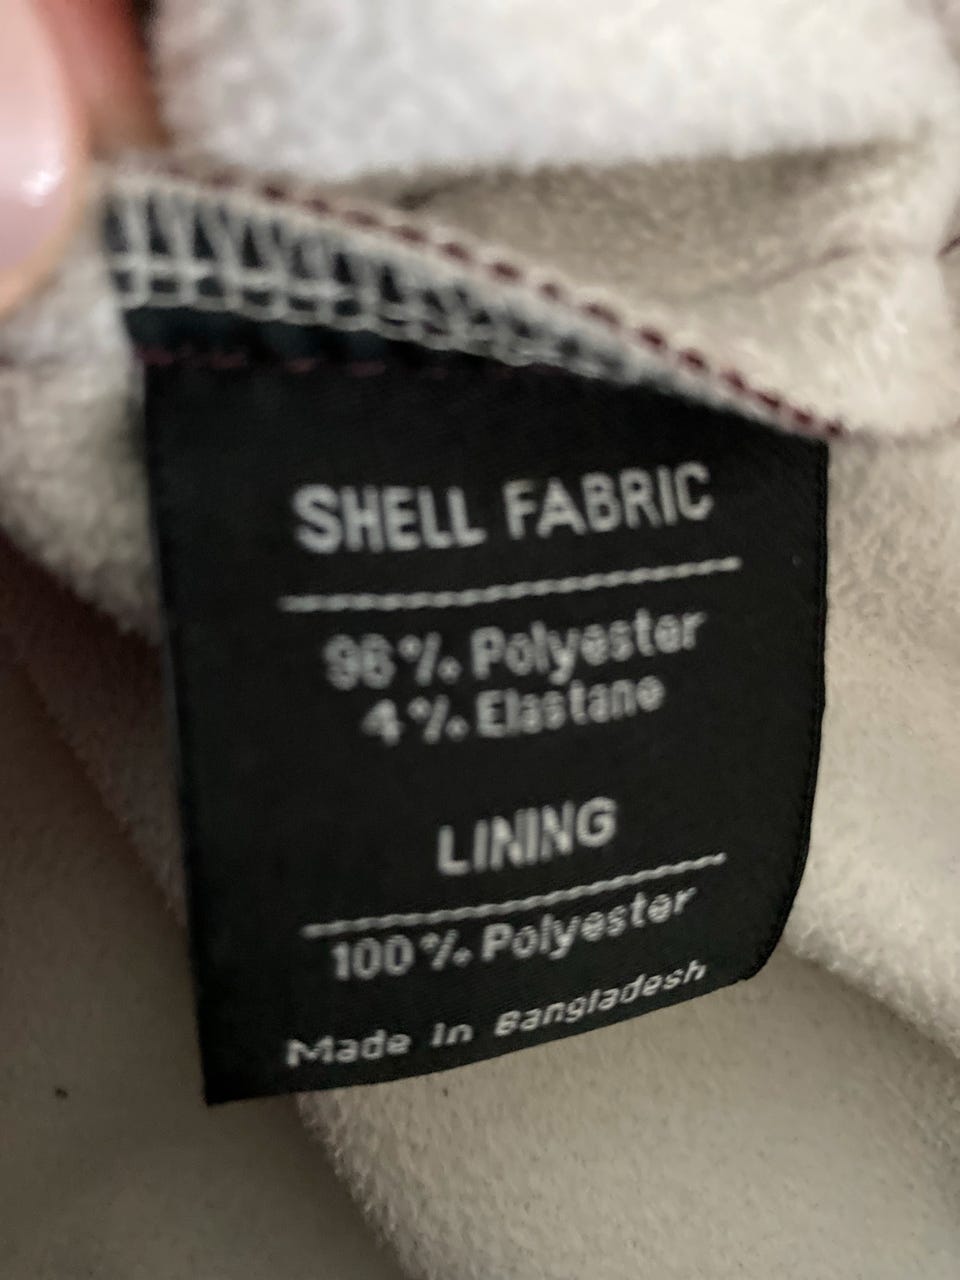 SHELL FABRIC
96% Polyester
4% Elastane
LINING
100% Polyester
Made in Bangladesh